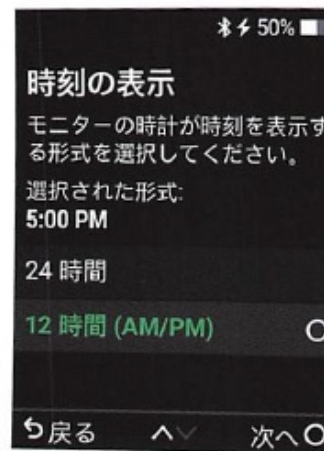 50%
時刻の表示
モニターの時計が時刻を表示す
る形式を選択してください。
選択された形式:
5:00 PM
24 時間
12 時間 (AM/PM)
戻る
次へ